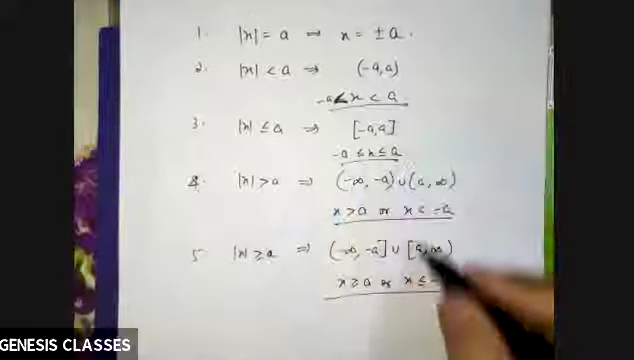 1. |x| = a ⇒ x = ± a.
2. |x| < a ⇒ (-a, a)
-a < x < a
3. |x| ≤ a ⇒ [-a, a]
-a ≤ x ≤ a
4. |x| > a ⇒ (-∞, -a) ∪ (a, ∞)
x > a or x < -a
5. |x| ≥ a ⇒ (-∞, -a] ∪ [a, ∞)
x ≥ a or x ≤ -
GENESIS CLASSES